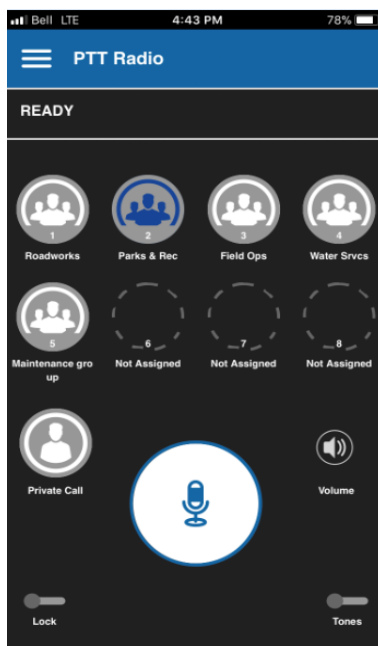 Bell LTE 4:43 PM 78%
PTT Radio
READY
1 2 3 4
Roadworks Parks & Rec Field Ops Water Srvcs
5 6 7 8
Maintenance gro Not Assigned Not Assigned Not Assigned
up
Private Call Volume
Lock Tones